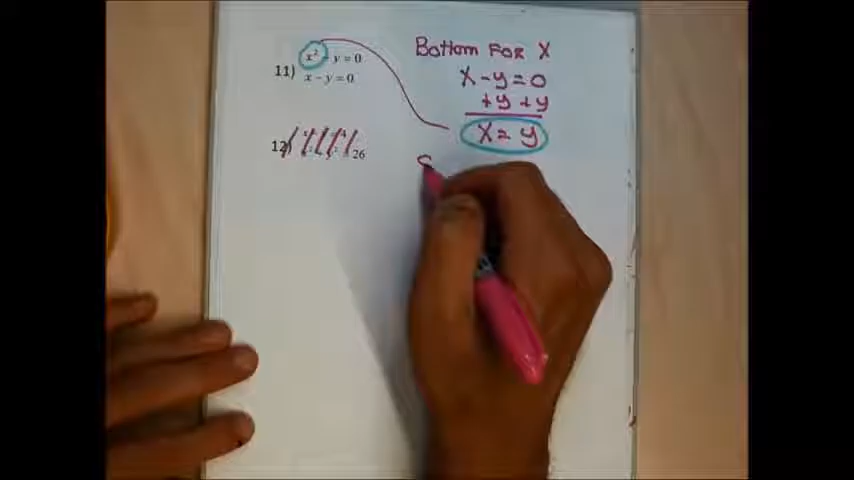 11) x² - y = 0
x - y = 0
12)
26
Bottom FOR X
X - y = 0
+y +y
X = y
S